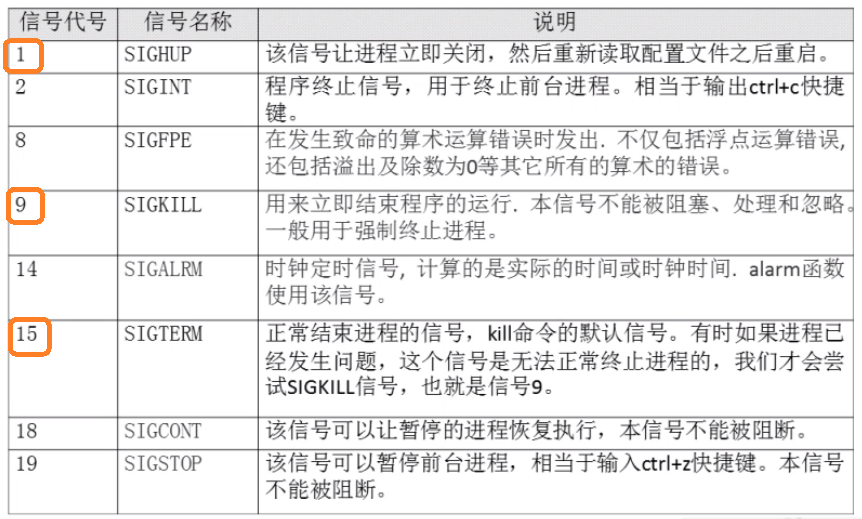 信号代号 信号名称 说明
1 SIGHUP 该信号让进程立即关闭，然后重新读取配置文件之后重启。
2 SIGINT 程序终止信号，用于终止前台进程。相当于输出ctrl+c快捷
键。
8 SIGFPE 在发生致命的算术运算错误时发出. 不仅包括浮点运算错误,
还包括溢出及除数为0等其它所有的算术的错误。
9 SIGKILL 用来立即结束程序的运行. 本信号不能被阻塞、处理和忽略。
一般用于强制终止进程。
14 SIGALRM 时钟定时信号, 计算的是实际的时间或时钟时间. alarm函数
使用该信号。
15 SIGTERM 正常结束进程的信号，kill命令的默认信号。有时如果进程已
经发生问题，这个信号是无法正常终止进程的，我们才会尝
试SIGKILL信号，也就是信号9。
18 SIGCONT 该信号可以让暂停的进程恢复执行，本信号不能被阻断。
19 SIGSTOP 该信号可以暂停前台进程，相当于输入ctrl+z快捷键。本信号
不能被阻断。